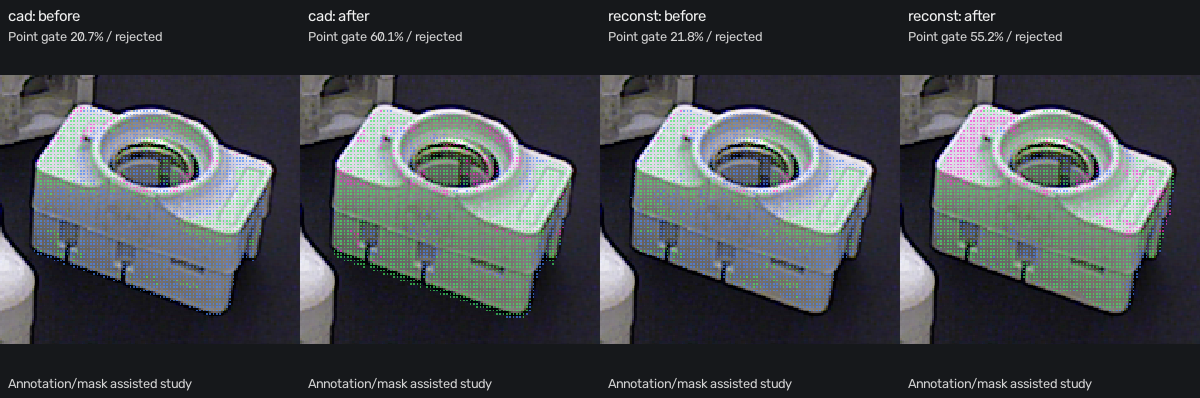 cad: before
Point gate 20.7% / rejected
cad: after
Point gate 60.1% / rejected
reconst: before
Point gate 21.8% / rejected
reconst: after
Point gate 55.2% / rejected
Annotation/mask assisted study
Annotation/mask assisted study
Annotation/mask assisted study
Annotation/mask assisted study